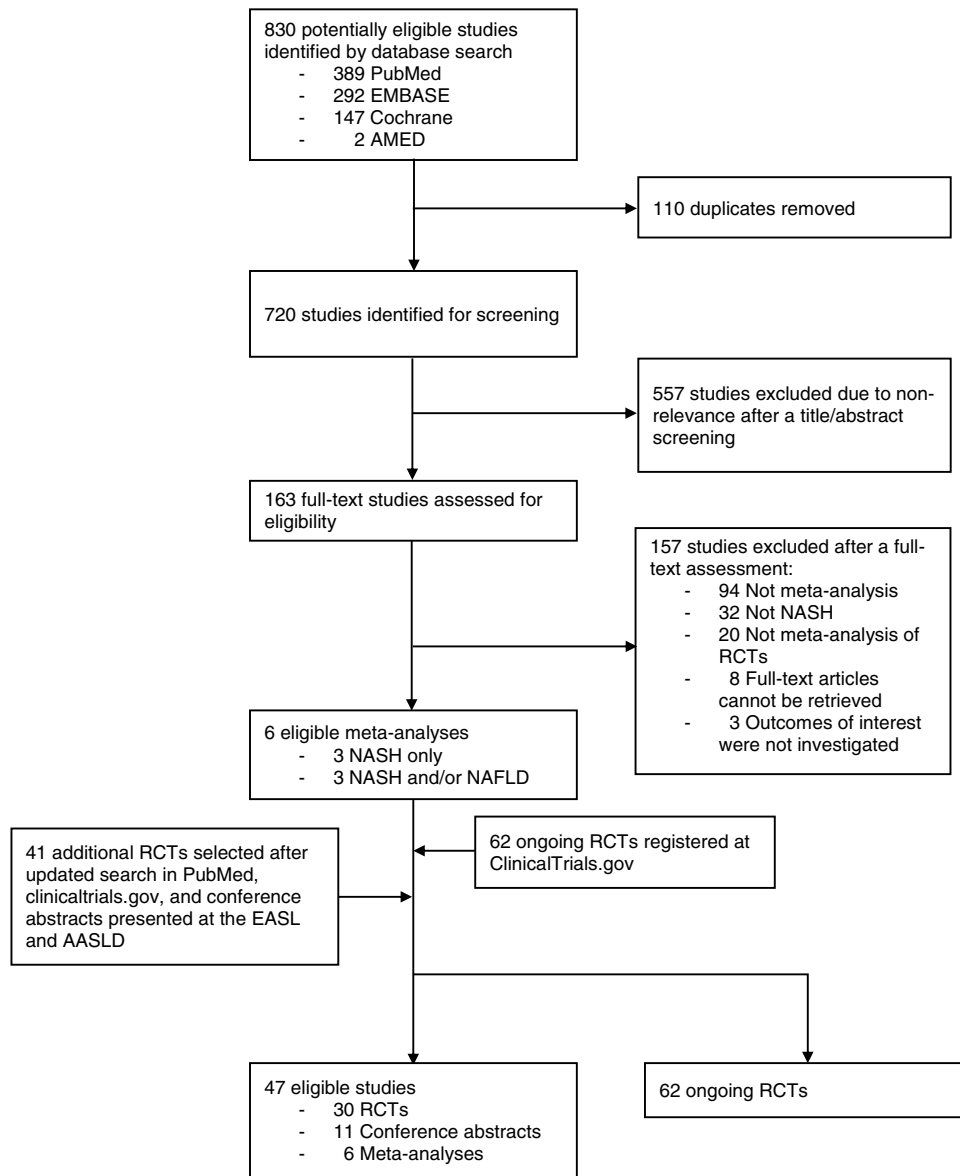 830 potentially eligible studies
identified by database search
- 389 PubMed
- 292 EMBASE
- 147 Cochrane
- 2 AMED
110 duplicates removed
720 studies identified for screening
557 studies excluded due to non-
relevance after a title/abstract
screening
163 full-text studies assessed for
eligibility
157 studies excluded after a full-
text assessment:
- 94 Not meta-analysis
- 32 Not NASH
- 20 Not meta-analysis of
RCTs
- 8 Full-text articles
cannot be retrieved
- 3 Outcomes of interest
were not investigated
6 eligible meta-analyses
- 3 NASH only
- 3 NASH and/or NAFLD
62 ongoing RCTs registered at
ClinicalTrials.gov
41 additional RCTs selected after
updated search in PubMed,
clinicaltrials.gov, and conference
abstracts presented at the EASL
and AASLD
47 eligible studies
- 30 RCTs
- 11 Conference abstracts
- 6 Meta-analyses
62 ongoing RCTs